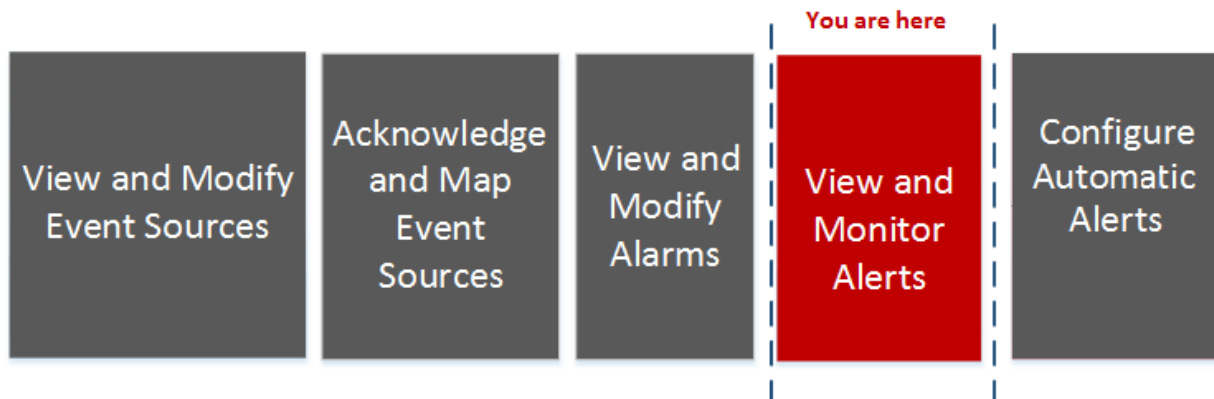 You are here
View and Modify
Event Sources
Acknowledge
and Map
Event
Sources
View and
Modify
Alarms
View and
Monitor
Alerts
Configure
Automatic
Alerts